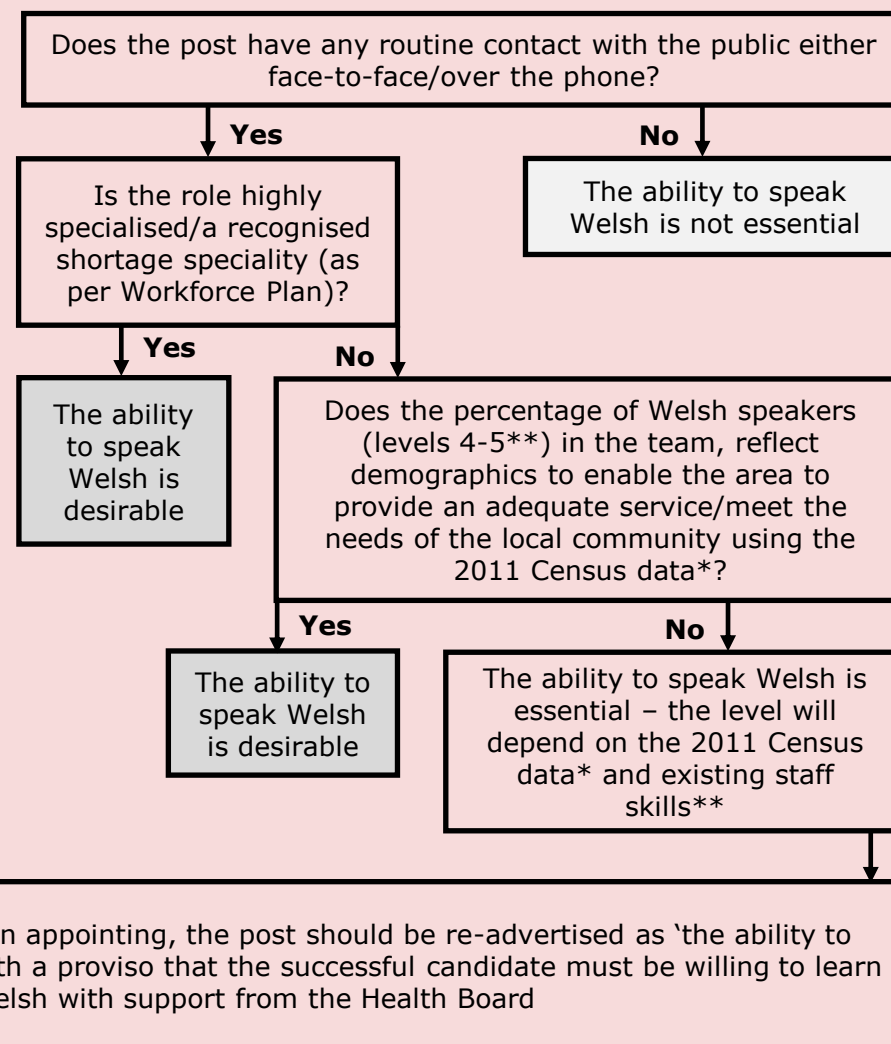 Does the post have any routine contact with the public either
face-to-face/over the phone?
Yes
No
Is the role highly
specialised/a recognised
shortage speciality (as
per Workforce Plan)?
The ability to speak
Welsh is not essential
Yes
No
The ability
to speak
Welsh is
desirable
Does the percentage of Welsh speakers
(levels 4-5**) in the team, reflect
demographics to enable the area to
provide an adequate service/meet the
needs of the local community using the
2011 Census data*?
Yes
No
The ability to
speak Welsh
is desirable
The ability to speak Welsh is
essential – the level will
depend on the 2011 Census
data* and existing staff
skills**
appointing, the post should be re-advertised as ‘the ability to
a proviso that the successful candidate must be willing to learn
with support from the Health Board